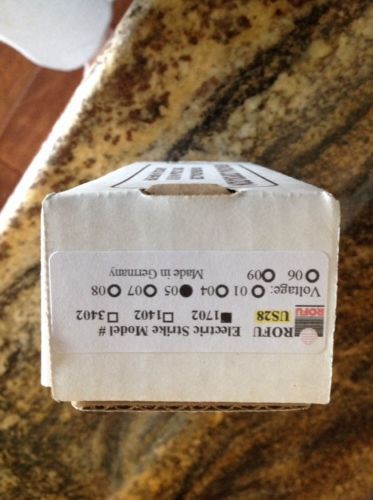 ROFU Electric Strike Model #
ROFU
US28 ■1702 □1402 □3402
Voltage: ○01 ○04 ●05 ○07 ○08
○06 ○09 Made in Germany